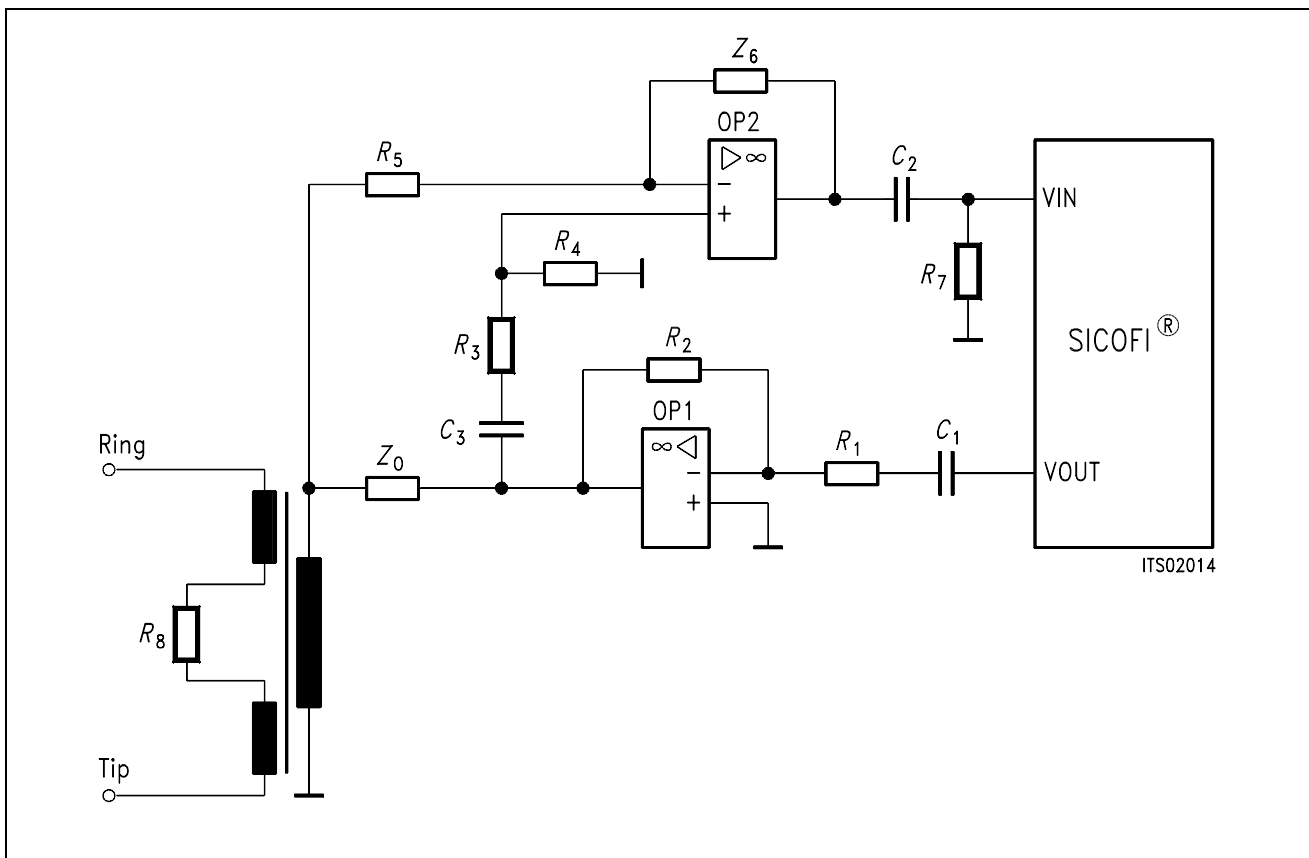 Z6
OP2
▷ ∞
R5
C2
−
+
VIN
R4
R7
R3
R2
SICOFI®
OP1
∞ ◁
C3
Ring
Z0
R1
C1
−
VOUT
+
ITS02014
R8
Tip